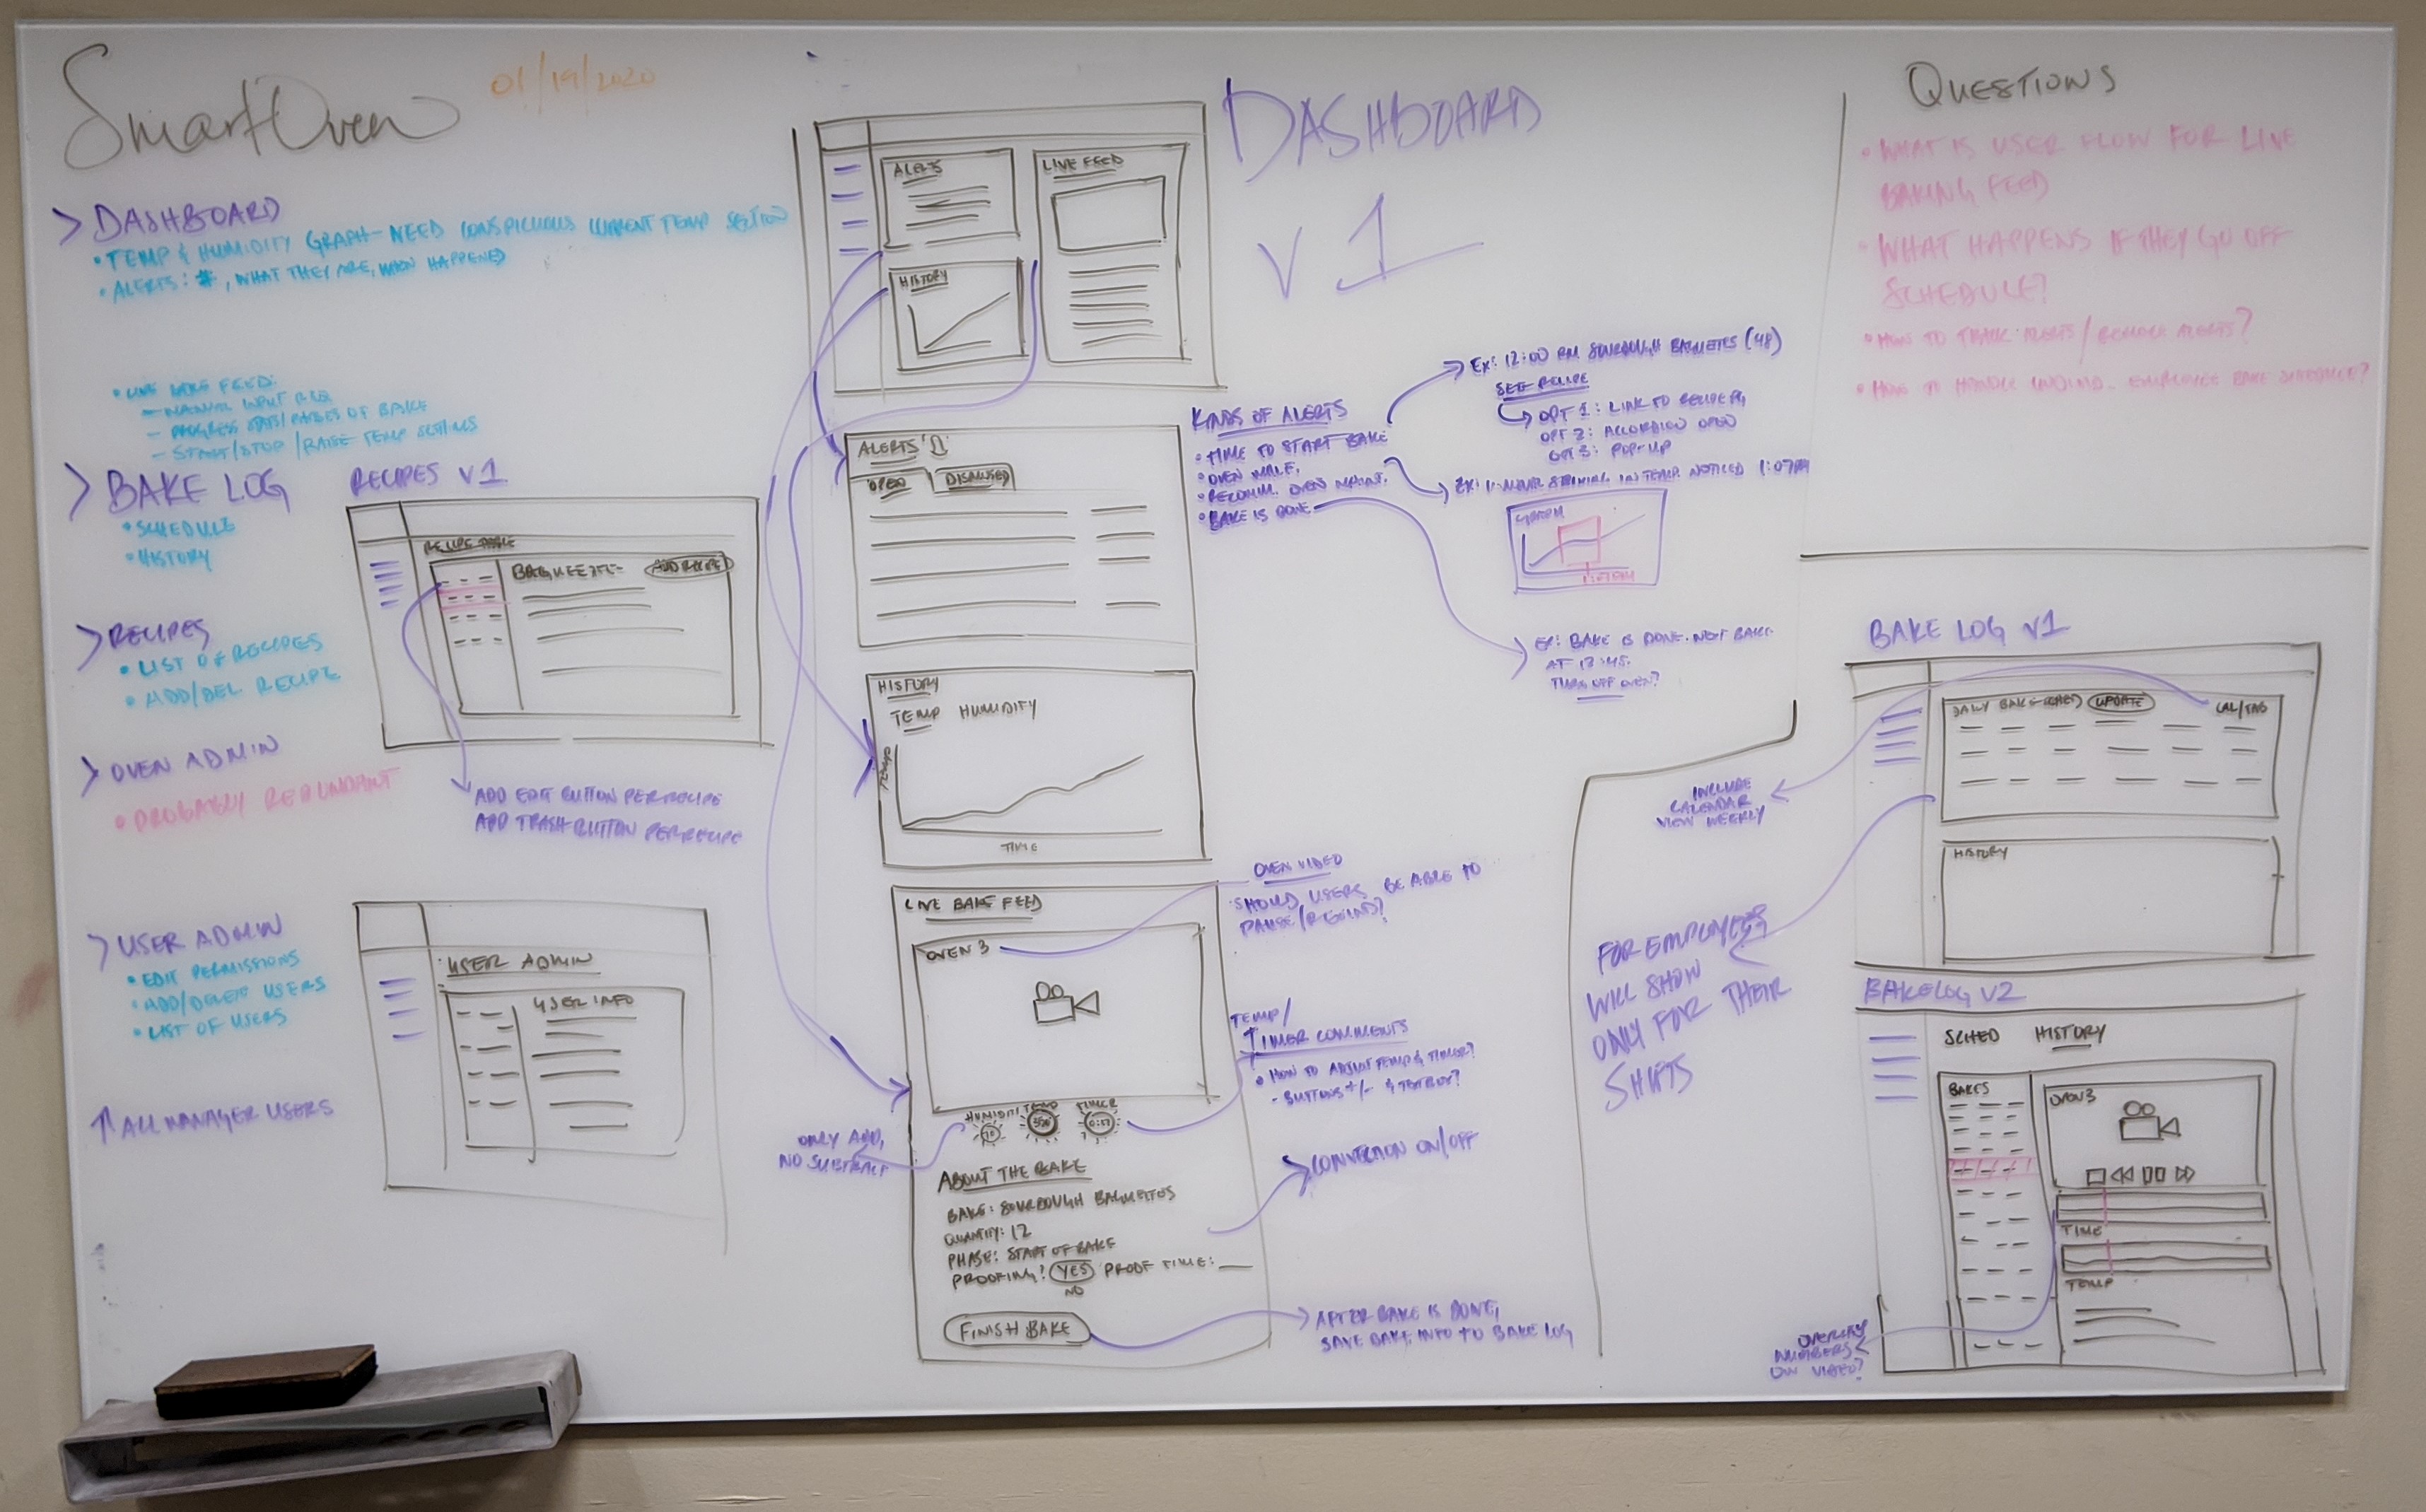 SmartOven
01/19/2020
> DASHBOARD
• TEMP & HUMIDITY GRAPH - NEED CONSPICUOUS CURRENT TEMP SECTION
• ALERTS: #, WHAT THEY ARE, WHEN HAPPENED
• LIVE BAKE FEED:
- MANUAL INPUT
- PROGRESS STATS/PHASES OF BAKE
- START/STOP/RAISE TEMP SETTINGS
> BAKE LOG
• SCHEDULE
• HISTORY
> RECIPES
• LIST OF RECIPES
• ADD/DEL. RECIPE
> OVEN ADMIN
• PROBABLY REDUNDANT
> USER ADMIN
• EDIT PERMISSIONS
• ADD/DELETE USERS
• LIST OF USERS
↑ ALL MANAGER USERS
RECIPES V1
RECIPE TABLE
BAGUETTE
ADD RECIPE
ADD EDIT BUTTON PER RECIPE
ADD TRASH BUTTON PER RECIPE
USER ADMIN
USER INFO
DASHBOARD
V1
ALERTS
LIVE FEED
HISTORY
ALERTS
OPEN
DISMISSED
HISTORY
TEMP HUMIDITY
TEMP
TIME
LIVE BAKE FEED
OVEN 3
HUMIDITY
TEMP
TIMER
ABOUT THE BAKE
BAKE: SOURDOUGH BAGUETTES
QUANTITY: 12
PHASE: START OF BAKE
PROOFING? YES PROOF TIME: __
NO
FINISH BAKE
ONLY ADD,
NO SUBTRACT
KINDS OF ALERTS
• TIME TO START BAKE
• OVEN MALF.
• RECOMM. OVEN MAINT.
• BAKE IS DONE
EX: 12:00 PM SOURDOUGH BAGUETTES (48)
SEE RECIPE
OPT 1: LINK TO RECIPE PG
OPT 2: ACCORDION OPEN
OPT 3: POP-UP
EX: IN TEMP NOTICED 1:07PM
GRAPH
EX: BAKE IS DONE. NEXT BAKE
AT 13:45.
TURN OFF OVEN?
OVEN VIDEO
SHOULD USERS BE ABLE TO
PAUSE/REWIND?
TEMP/
TIMER COMMENTS
• HOW TO ADJUST TEMP & TIMER?
- BUTTONS +/- & TEXTBOX?
CONVECTION ON/OFF
AFTER BAKE IS DONE,
SAVE BAKE INFO TO BAKE LOG
QUESTIONS
• WHAT IS USER FLOW FOR LIVE
BAKING FEED
• WHAT HAPPENS IF THEY GO OFF
SCHEDULE?
• HOW TO TRACK ALERTS/REMOVE ALERTS?
• HOW TO HANDLE EMPLOYEE BAKE SCHEDULE?
BAKE LOG V1
DAILY BAKE (SCHED) UPDATE CAL/TAB
HISTORY
INCLUDE
CALENDAR
VIEW WEEKLY
FOR EMPLOYEES
WILL SHOW
ONLY FOR THEIR
SHIFTS
BAKELOG V2
SCHED HISTORY
BAKES
OVEN3
TIME
TEMP
OVERLAY
NUMBERS
ON VIDEO?